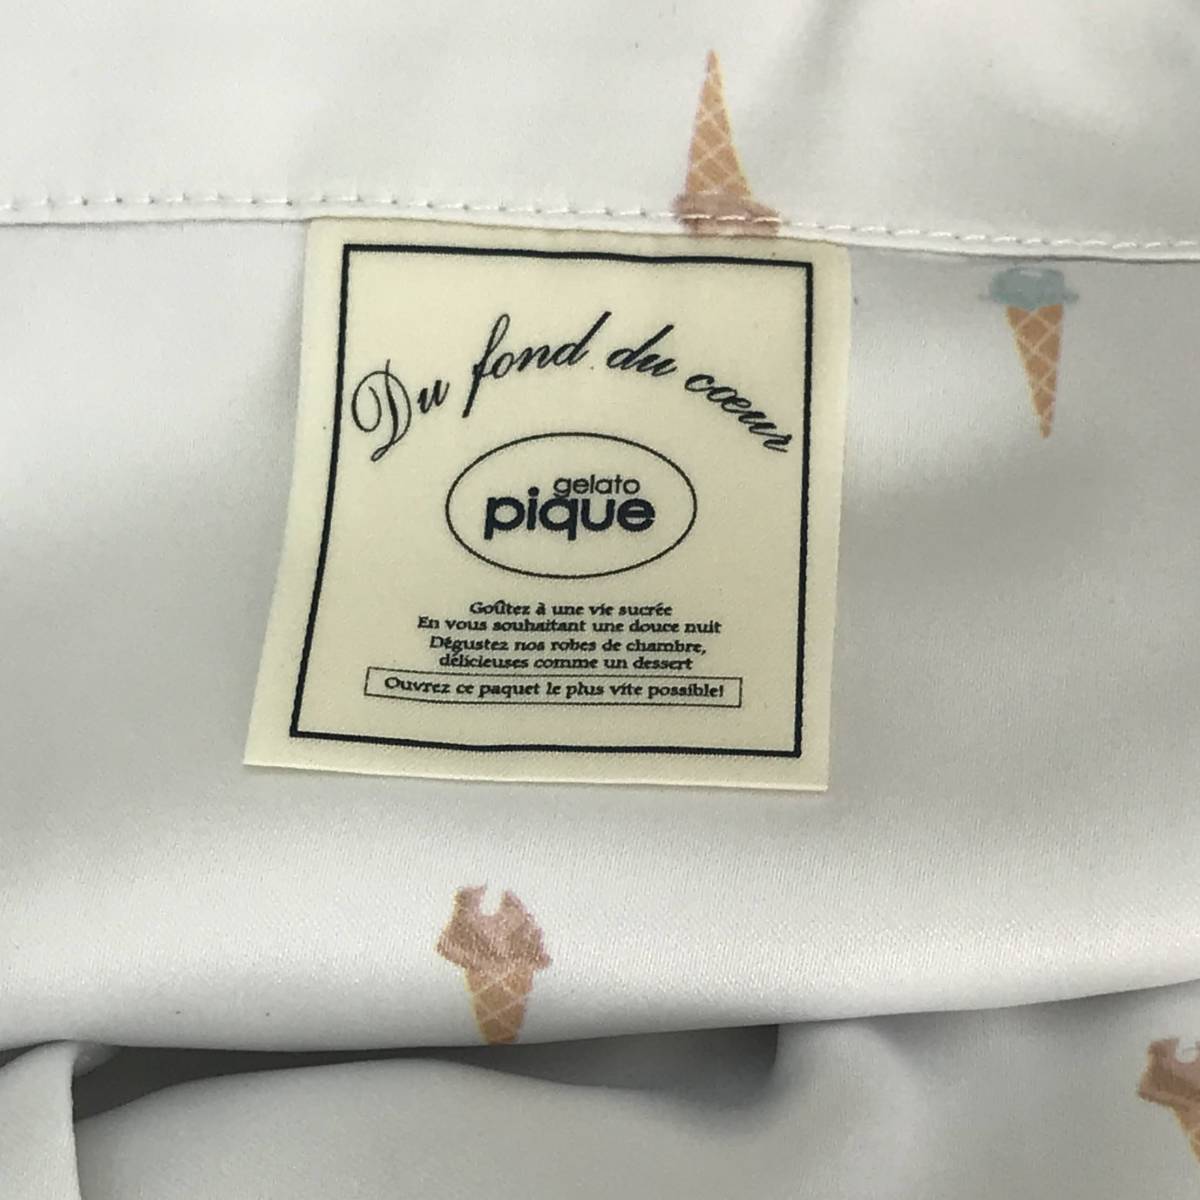 Du fond du cœur
gelato
pique
Goûtez à une vie sucrée
En vous souhaitant une douce nuit
Dégustez nos robes de chambre,
délicieuses comme un dessert
Ouvrez ce paquet le plus vite possible!